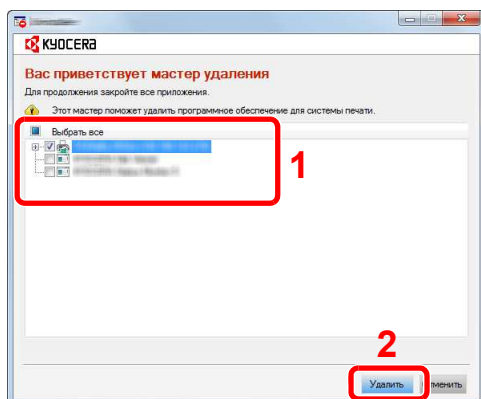 KYOCERA
Вас приветствует мастер удаления
Для продолжения закройте все приложения.
Этот мастер поможет удалить программное обеспечение для системы печати.
Выбрать все
1
2
Удалить
тменить